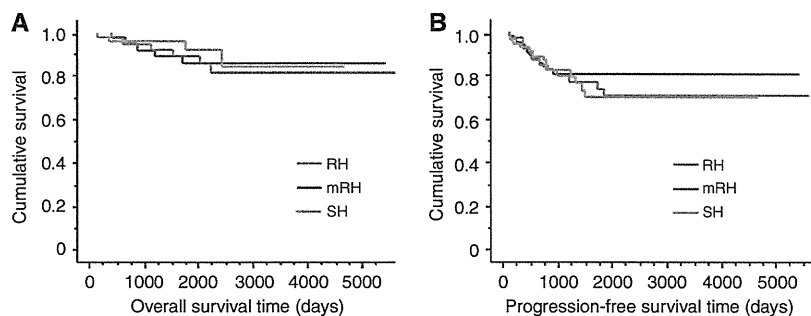 A
Cumulative survival
1.0
0.8
0.6
0.4
0.2
0
RH
mRH
SH
0 1000 2000 3000 4000 5000
Overall survival time (days)
B
Cumulative survival
1.0
0.8
0.6
0.4
0.2
0
RH
mRH
SH
0 1000 2000 3000 4000 5000
Progression-free survival time (days)